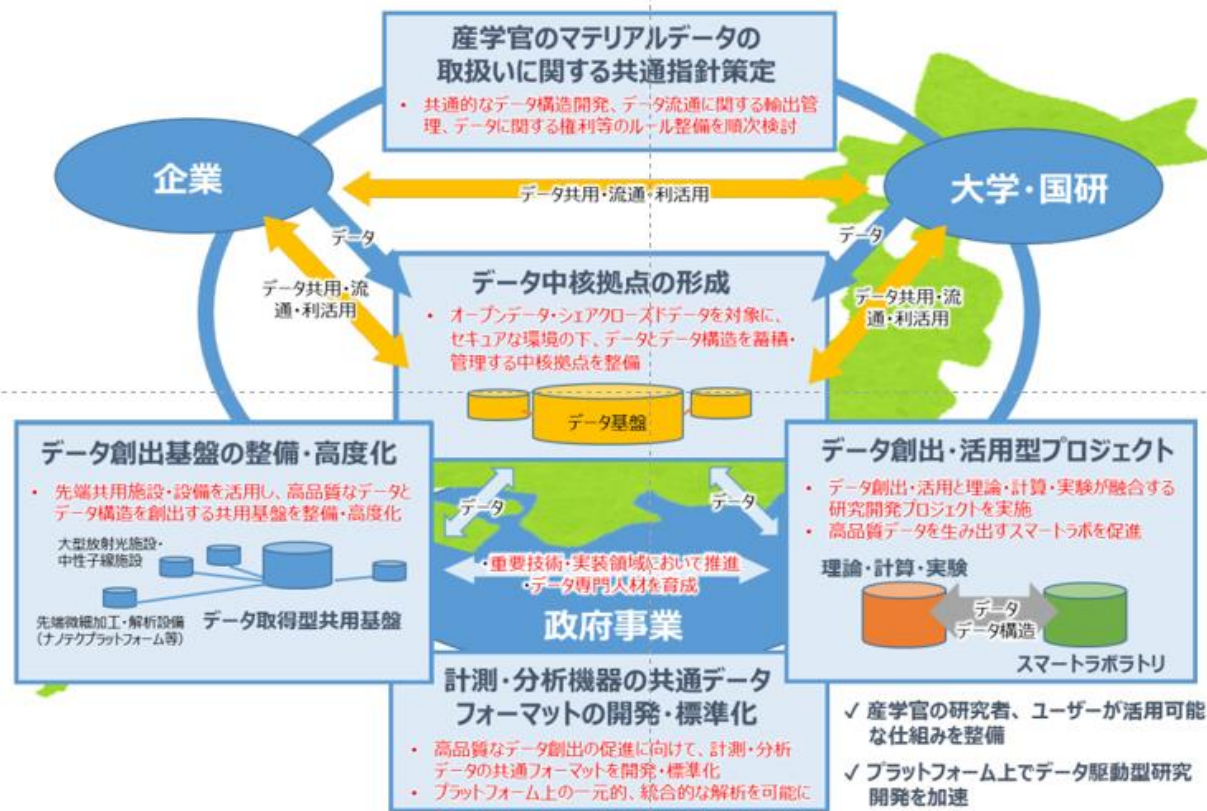 産学官のマテリアルデータの
取扱いに関する共通指針策定
• 共通的なデータ構造開発、データ流通に関する輸出管
理、データに関する権利等のルール整備を順次検討
企業
大学・国研
データ共用・流通・利活用
データ
データ
データ共用・流
通・利活用
データ共用・流
通・利活用
データ中核拠点の形成
• オープンデータ・シェアクローズドデータを対象に、
セキュアな環境の下、データとデータ構造を蓄積・
管理する中核拠点を整備
データ基盤
データ創出基盤の整備・高度化
• 先端共用施設・設備を活用し、高品質なデータと
データ構造を創出する共用基盤を整備・高度化
大型放射光施設・
中性子線施設
先端微細加工・解析設備
(ナノテクプラットフォーム等)
データ取得型共用基盤
データ
データ
・重要技術・実装領域において推進
・データ専門人材を育成
政府事業
データ創出・活用型プロジェクト
• データ創出・活用と理論・計算・実験が融合する
研究開発プロジェクトを実施
• 高品質データを生み出すスマートラボを促進
理論・計算・実験
データ
データ構造
スマートラボラトリ
計測・分析機器の共通データ
フォーマットの開発・標準化
• 高品質なデータ創出の促進に向けて、計測・分析
データの共通フォーマットを開発・標準化
• プラットフォーム上の一元的、統合的な解析を可能に
✓ 産学官の研究者、ユーザーが活用可能
な仕組みを整備
✓ プラットフォーム上でデータ駆動型研究
開発を加速